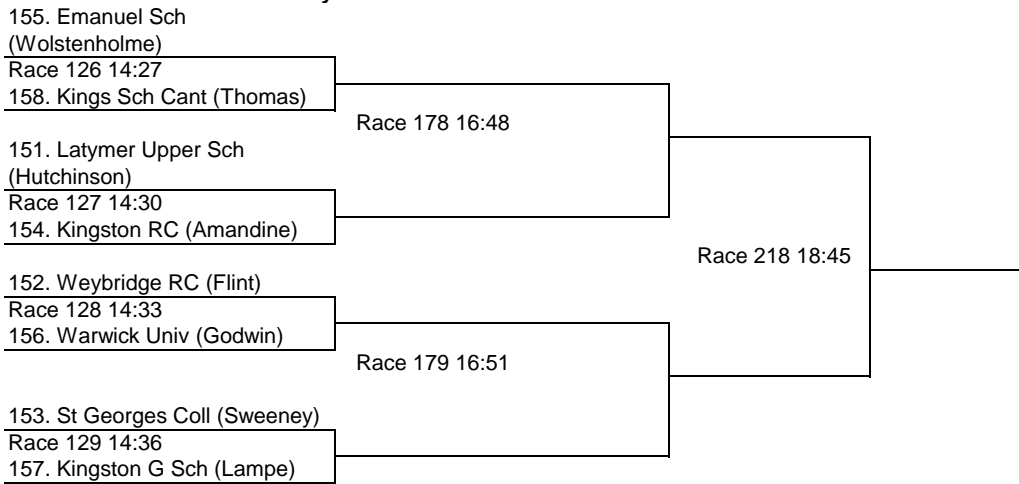 155. Emanuel Sch
(Wolstenholme)
Race 126 14:27
158. Kings Sch Cant (Thomas)
Race 178 16:48
151. Latymer Upper Sch
(Hutchinson)
Race 127 14:30
154. Kingston RC (Amandine)
Race 218 18:45
152. Weybridge RC (Flint)
Race 128 14:33
156. Warwick Univ (Godwin)
Race 179 16:51
153. St Georges Coll (Sweeney)
Race 129 14:36
157. Kingston G Sch (Lampe)